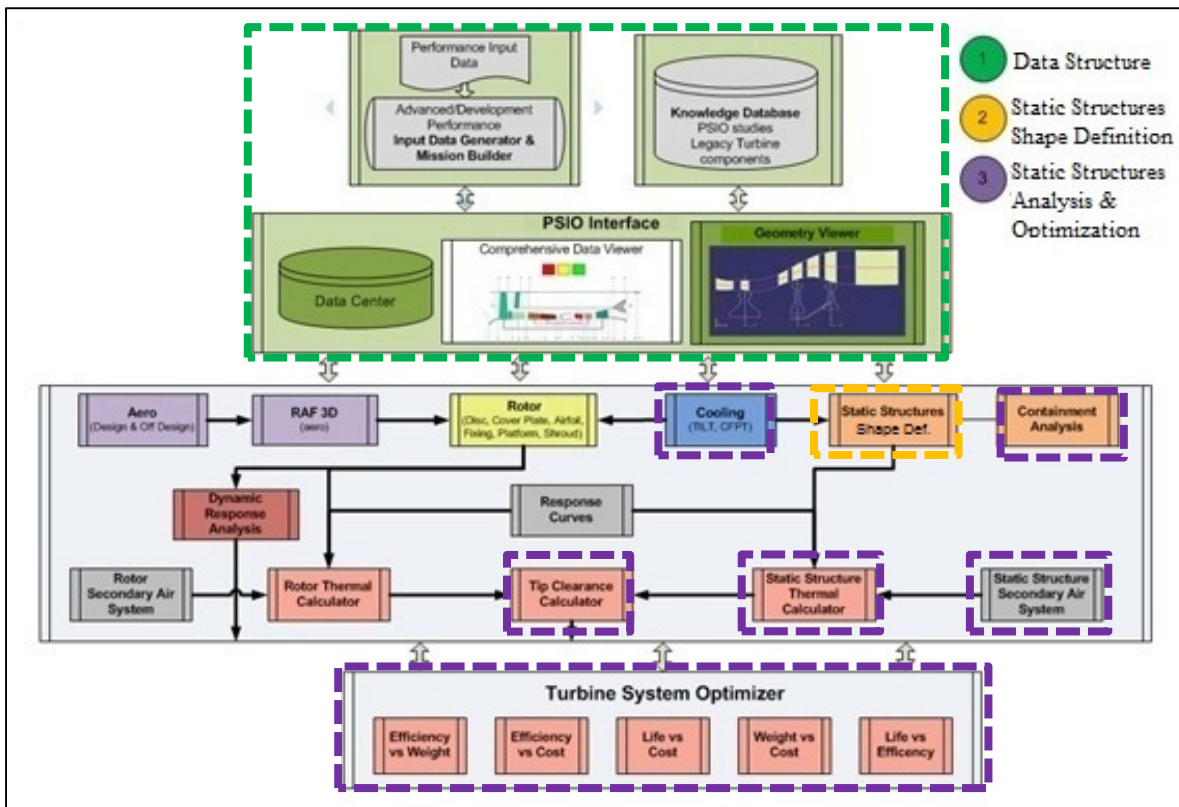 Performance Input
Data
Advanced/Development
Performance
Input Data Generator &
Mission Builder
Knowledge Database
PSIO studies
Legacy Turbine
components
1
Data Structure
2
Static Structures
Shape Definition
3
Static Structures
Analysis &
Optimization
PSIO Interface
Data Center
Comprehensive Data Viewer
Geometry Viewer
Aero
(Design & Off Design)
RAF 3D
(aero)
Rotor
(Disc, Cover Plate, Airfoil,
Fixing, Platform, Shroud)
Cooling
(TILT, CFPT)
Static Structures
Shape Def.
Containment
Analysis
Dynamic
Response
Analysis
Response
Curves
Rotor
Secondary Air
System
Rotor Thermal
Calculator
Tip Clearance
Calculator
Static Structure
Thermal
Calculator
Static Structure
Secondary Air
System
Turbine System Optimizer
Efficiency
vs Weight
Efficiency
vs Cost
Life vs
Cost
Weight vs
Cost
Life vs
Efficency